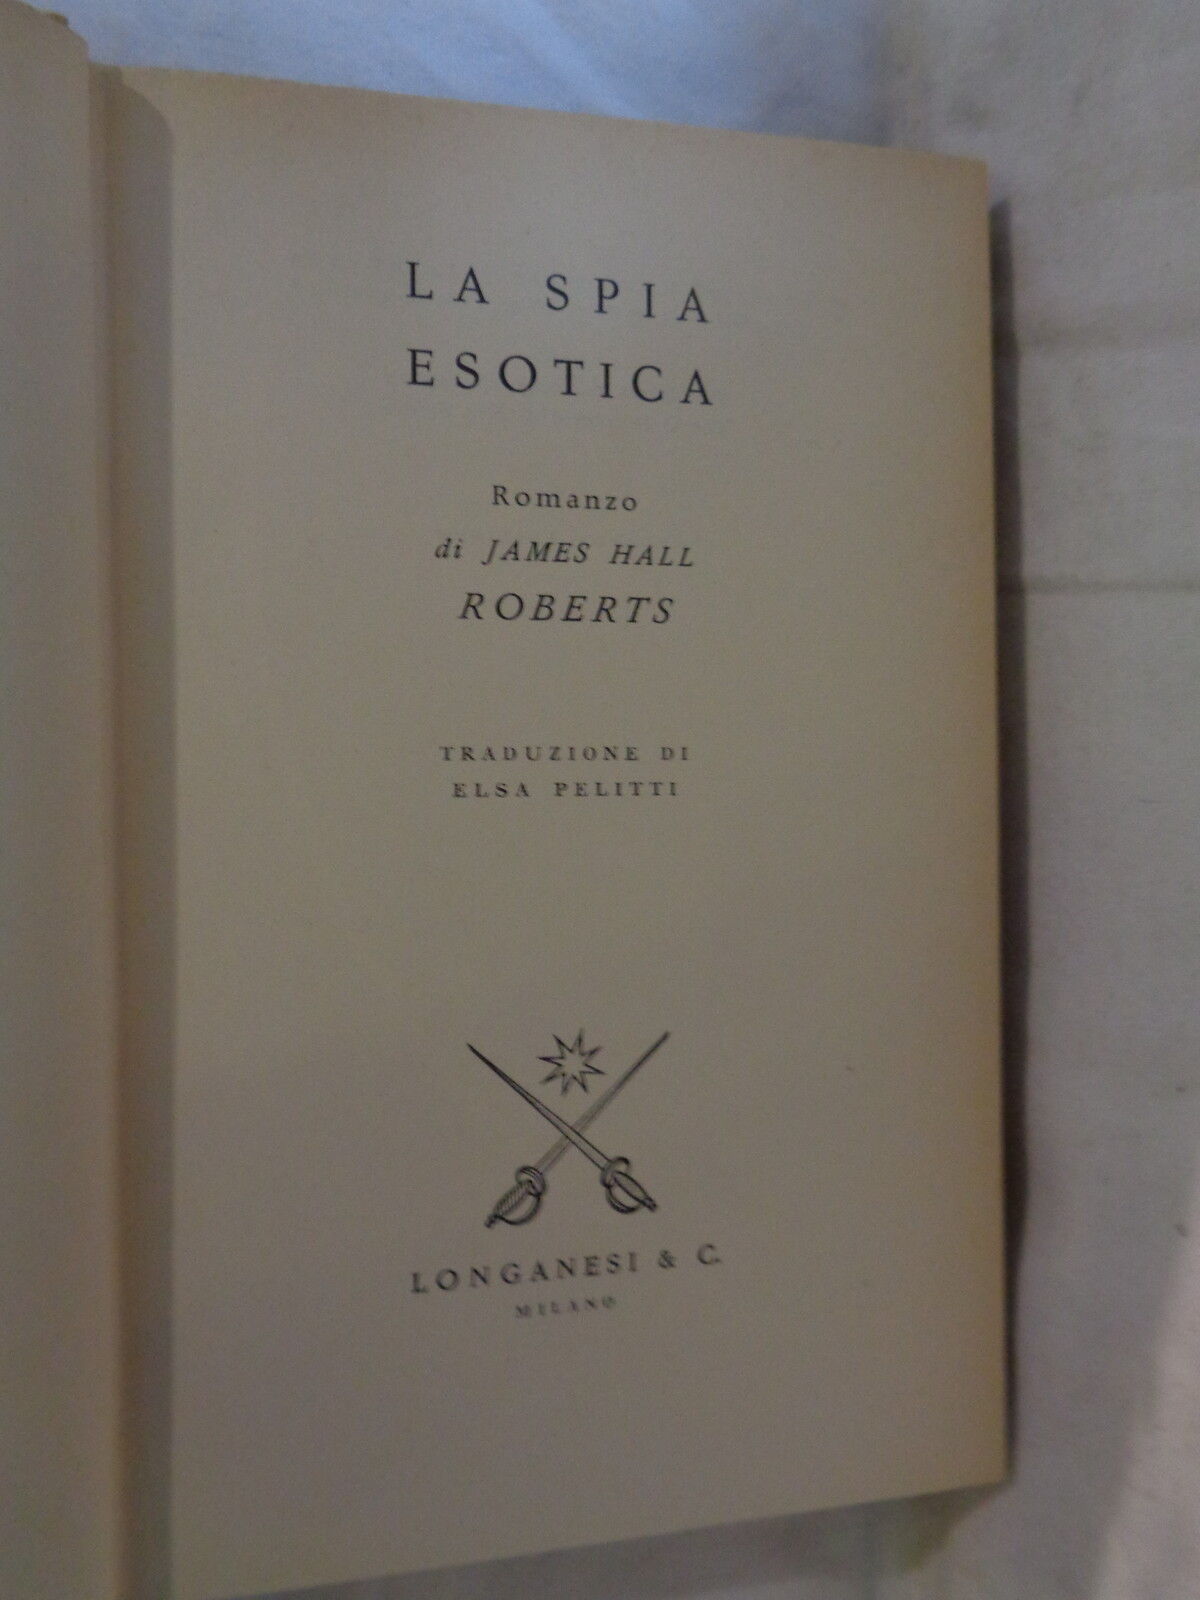 LA SPIA
ESOTICA
Romanzo
di JAMES HALL
ROBERTS
TRADUZIONE DI
ELSA PELITTI
LONGANESI & C.
MILANO